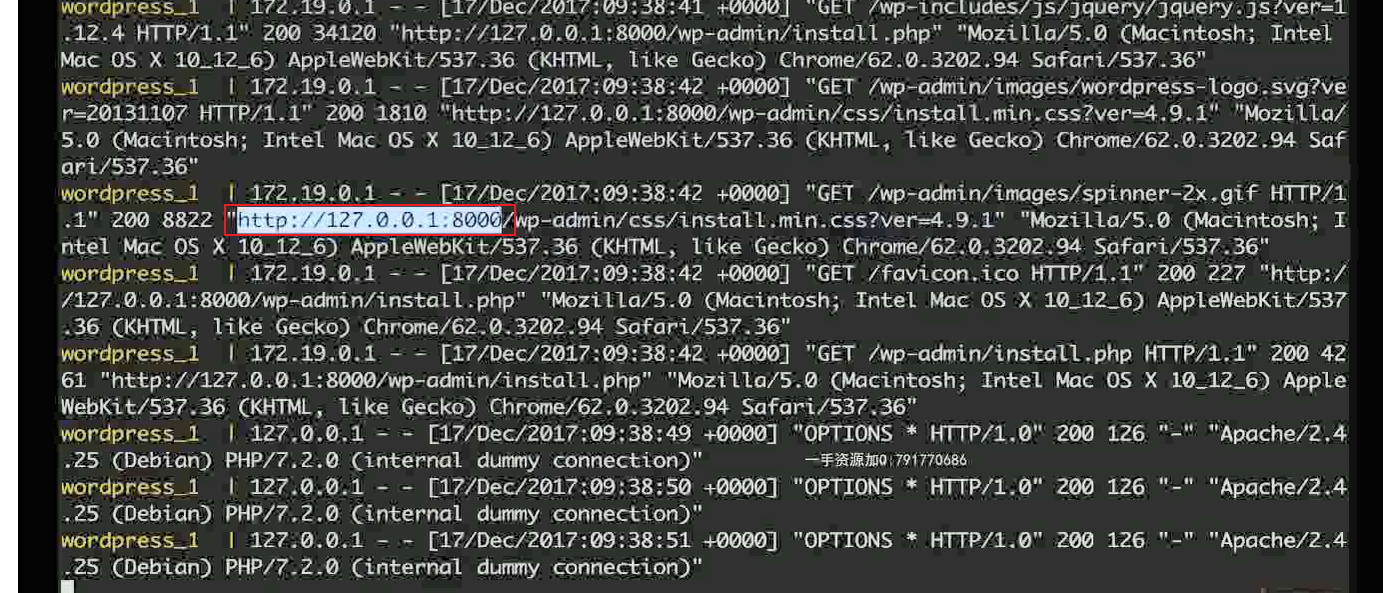 wordpress_1  | 172.19.0.1 - - [17/Dec/2017:09:38:41 +0000] "GET /wp-includes/js/jquery/jquery.js?ver=1
.12.4 HTTP/1.1" 200 34120 "http://127.0.0.1:8000/wp-admin/install.php" "Mozilla/5.0 (Macintosh; Intel
Mac OS X 10_12_6) AppleWebKit/537.36 (KHTML, like Gecko) Chrome/62.0.3202.94 Safari/537.36"
wordpress_1  | 172.19.0.1 - - [17/Dec/2017:09:38:42 +0000] "GET /wp-admin/images/wordpress-logo.svg?ve
r=20131107 HTTP/1.1" 200 1810 "http://127.0.0.1:8000/wp-admin/css/install.min.css?ver=4.9.1" "Mozilla/
5.0 (Macintosh; Intel Mac OS X 10_12_6) AppleWebKit/537.36 (KHTML, like Gecko) Chrome/62.0.3202.94 Saf
ari/537.36"
wordpress_1  | 172.19.0.1 - - [17/Dec/2017:09:38:42 +0000] "GET /wp-admin/images/spinner-2x.gif HTTP/1
.1" 200 8822 "http://127.0.0.1:8000/wp-admin/css/install.min.css?ver=4.9.1" "Mozilla/5.0 (Macintosh; I
ntel Mac OS X 10_12_6) AppleWebKit/537.36 (KHTML, like Gecko) Chrome/62.0.3202.94 Safari/537.36"
wordpress_1  | 172.19.0.1 - - [17/Dec/2017:09:38:42 +0000] "GET /favicon.ico HTTP/1.1" 200 227 "http:/
/127.0.0.1:8000/wp-admin/install.php" "Mozilla/5.0 (Macintosh; Intel Mac OS X 10_12_6) AppleWebKit/537
.36 (KHTML, like Gecko) Chrome/62.0.3202.94 Safari/537.36"
wordpress_1  | 172.19.0.1 - - [17/Dec/2017:09:38:42 +0000] "GET /wp-admin/install.php HTTP/1.1" 200 42
61 "http://127.0.0.1:8000/wp-admin/install.php" "Mozilla/5.0 (Macintosh; Intel Mac OS X 10_12_6) Apple
WebKit/537.36 (KHTML, like Gecko) Chrome/62.0.3202.94 Safari/537.36"
wordpress_1  | 127.0.0.1 - - [17/Dec/2017:09:38:49 +0000] "OPTIONS * HTTP/1.0" 200 126 "-" "Apache/2.4
.25 (Debian) PHP/7.2.0 (internal dummy connection)"
一手资源加Q:791770686
wordpress_1  | 127.0.0.1 - - [17/Dec/2017:09:38:50 +0000] "OPTIONS * HTTP/1.0" 200 126 "-" "Apache/2.4
.25 (Debian) PHP/7.2.0 (internal dummy connection)"
wordpress_1  | 127.0.0.1 - - [17/Dec/2017:09:38:51 +0000] "OPTIONS * HTTP/1.0" 200 126 "-" "Apache/2.4
.25 (Debian) PHP/7.2.0 (internal dummy connection)"